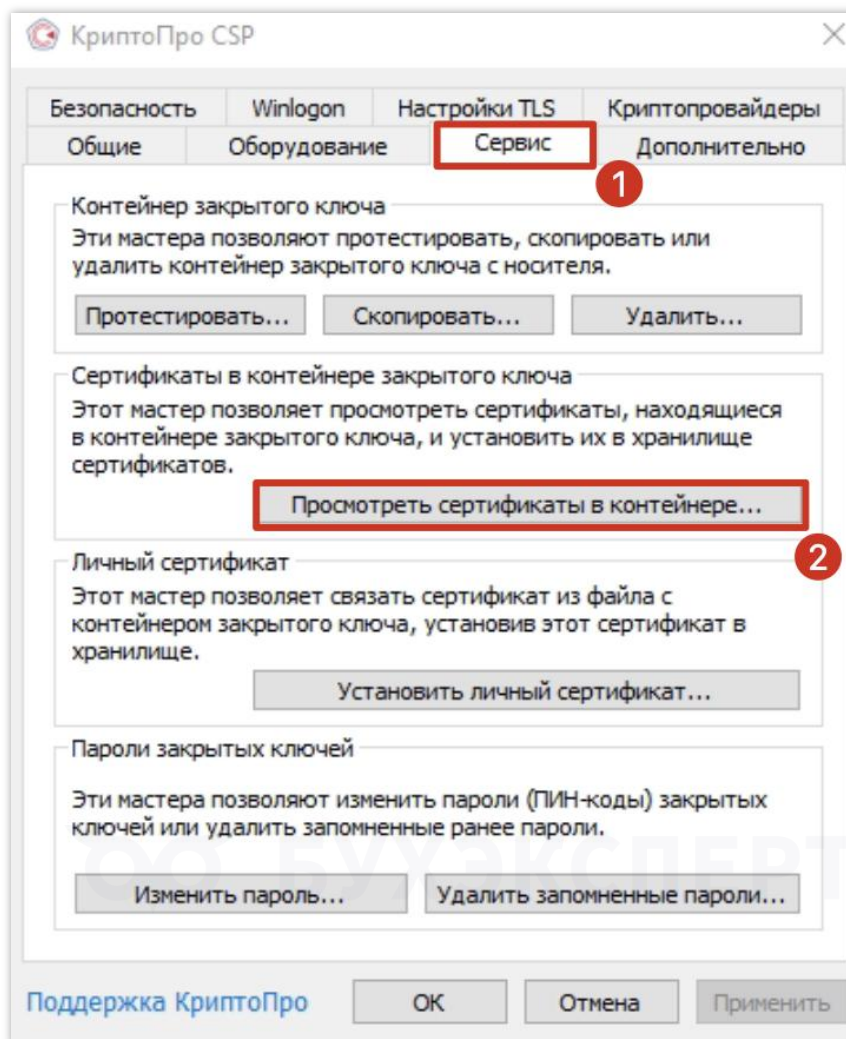 КриптоПро CSP
Безопасность Winlogon Настройки TLS Криптопровайдеры
Общие Оборудование Сервис Дополнительно
1
Контейнер закрытого ключа
Эти мастера позволяют протестировать, скопировать или
удалить контейнер закрытого ключа с носителя.
Протестировать... Скопировать... Удалить...
Сертификаты в контейнере закрытого ключа
Этот мастер позволяет просмотреть сертификаты, находящиеся
в контейнере закрытого ключа, и установить их в хранилище
сертификатов.
Просмотреть сертификаты в контейнере...
2
Личный сертификат
Этот мастер позволяет связать сертификат из файла с
контейнером закрытого ключа, установив этот сертификат в
хранилище.
Установить личный сертификат...
Пароли закрытых ключей
Эти мастера позволяют изменить пароли (ПИН-коды) закрытых
ключей или удалить запомненные ранее пароли.
БУХЭКСПЕРТ
Изменить пароль... Удалить запомненные пароли...
Поддержка КриптоПро ОК Отмена Применить